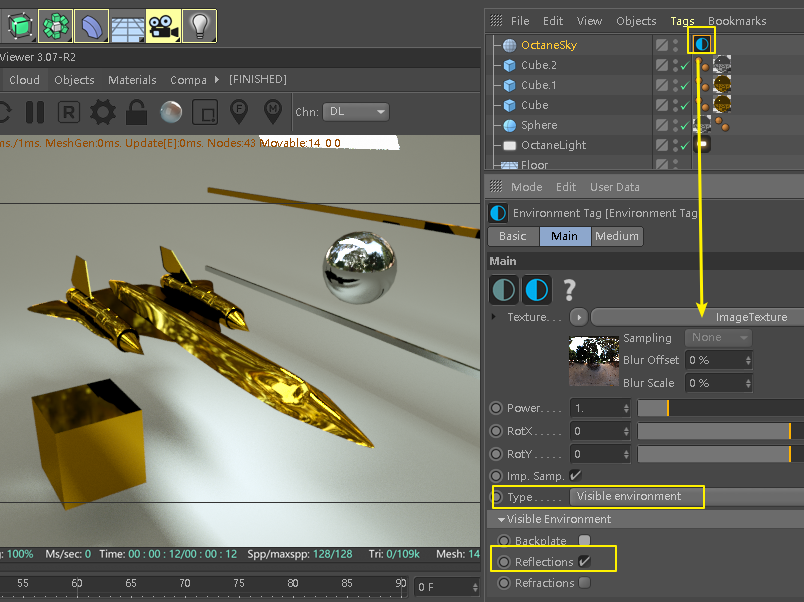 File Edit View Objects Tags Bookmarks
OctaneSky
Cube.2
Cube.1
Cube
Sphere
OctaneLight
Floor
Viewer 3.07-R2
Cloud Objects Materials Compa [FINISHED]
R F M Chn: DL
ms./1ms. MeshGen:0ms. Update[E]:0ms. Nodes:43 Movable:14 0 0
Mode Edit User Data
Environment Tag [Environment Tag
Basic Main Medium
Main
?
Texture. . . ImageTexture
Sampling None
Blur Offset 0 %
Blur Scale 0 %
Power. . . . 1.
RotX . . . . . 0
RotY . . . . . 0
Imp. Samp.
Type . . . . . Visible environment
Visible Environment
Backplate
Reflections
Refractions
g: 100% Ms/sec: 0 Time: 00 : 00 : 12/00 : 00 : 12 Spp/maxspp: 128/128 Tri: 0/109k Mesh: 14
55 60 65 70 75 80 85 90 0 F